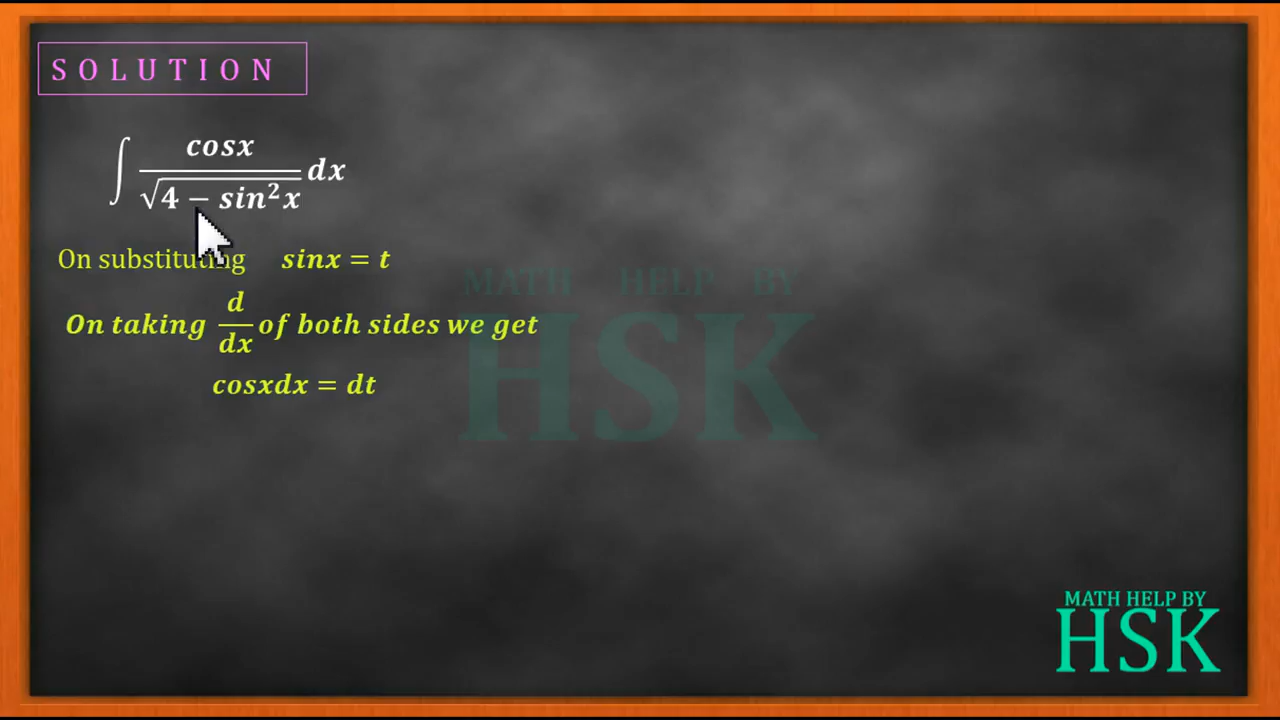 SOLUTION
∫ cosx / √(4 − sin²x) dx
On substituting sinx = t
On taking d/dx of both sides we get
cosxdx = dt
MATH HELP BY
HSK
MATH HELP BY
HSK